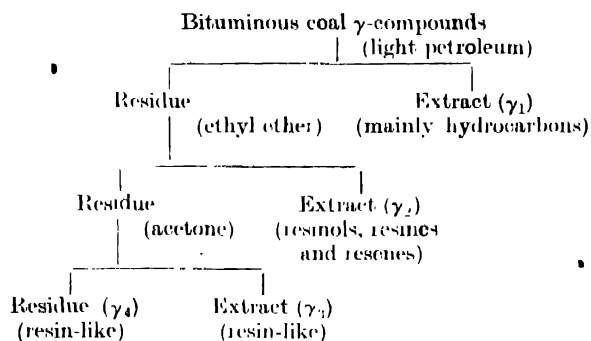 Bituminous coal γ-compounds
(light petroleum)
Residue
Extract (γ₁)
(ethyl ether)
(mainly hydrocarbons)
Residue
Extract (γ₂)
(acetone)
(resinols, resines
and resenes)
Residue (γ₄)
Extract (γ₃)
(resin-like)
(resin-like)